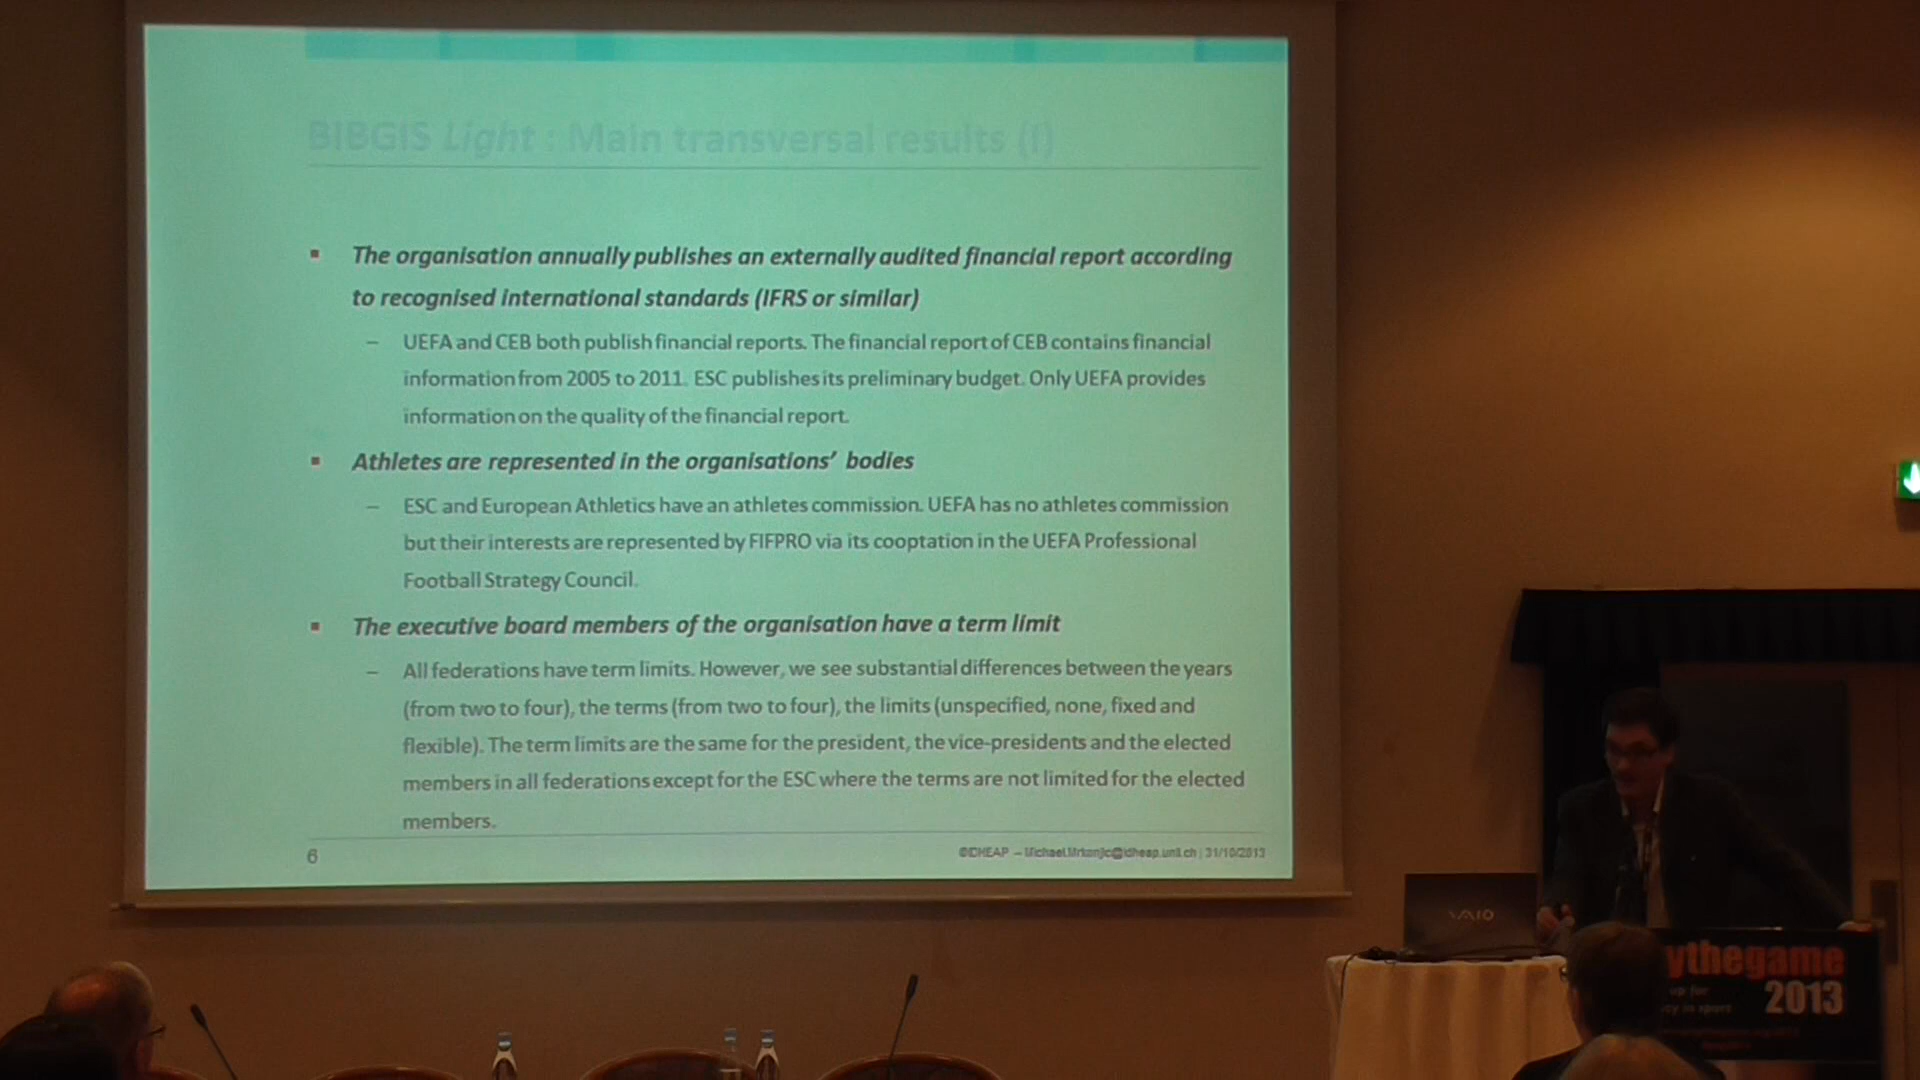 BIBGIS Light : Main transversal results (I)
▪ The organisation annually publishes an externally audited financial report according
to recognised international standards (IFRS or similar)
– UEFA and CEB both publish financial reports. The financial report of CEB contains financial
information from 2005 to 2011. ESC publishes its preliminary budget. Only UEFA provides
information on the quality of the financial report.
▪ Athletes are represented in the organisations’ bodies
– ESC and European Athletics have an athletes commission. UEFA has no athletes commission
but their interests are represented by FIFPRO via its cooptation in the UEFA Professional
Football Strategy Council.
▪ The executive board members of the organisation have a term limit
– All federations have term limits. However, we see substantial differences between the years
(from two to four), the terms (from two to four), the limits (unspecified, none, fixed and
flexible). The term limits are the same for the president, the vice-presidents and the elected
members in all federations except for the ESC where the terms are not limited for the elected
members.
6
©IDHEAP – Michael.Mrkonjic@idheap.unil.ch | 31/10/2013
VAIO
ythegame
2013
up for
in sport